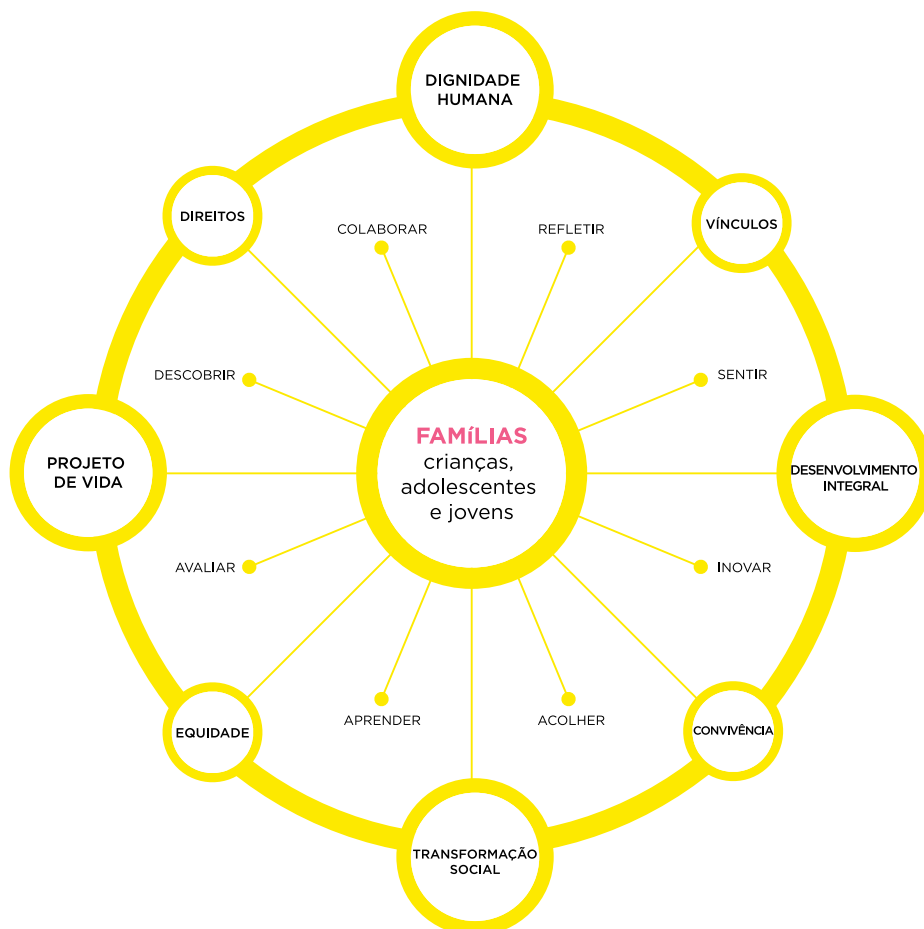 DIGNIDADE
HUMANA
DIREITOS
VÍNCULOS
COLABORAR
REFLETIR
DESCOBRIR
SENTIR
FAMíLIAS
crianças,
adolescentes
e jovens
PROJETO
DE VIDA
DESENVOLVIMENTO
INTEGRAL
AVALIAR
INOVAR
APRENDER
ACOLHER
EQUIDADE
CONVIVÊNCIA
TRANSFORMAÇÃO
SOCIAL